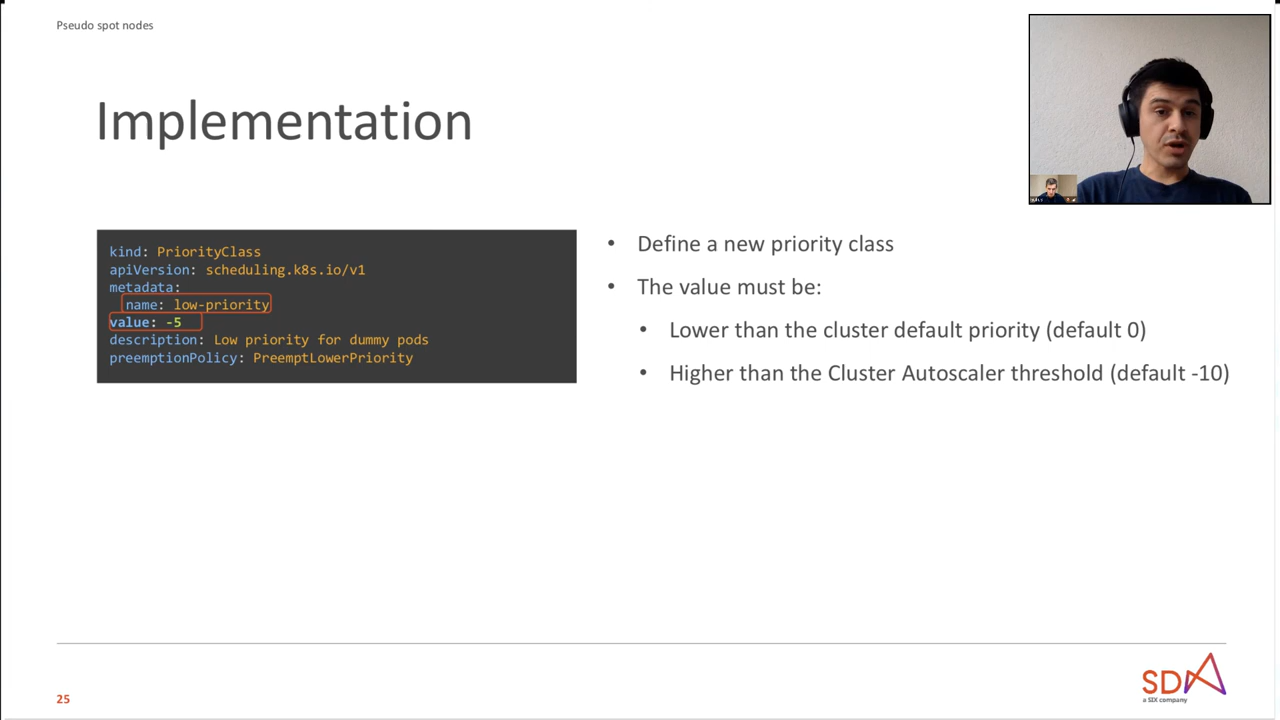 Pseudo spot nodes
Implementation
kind: PriorityClass
apiVersion: scheduling.k8s.io/v1
metadata:
name: low-priority
value: -5
description: Low priority for dummy pods
preemptionPolicy: PreemptLowerPriority
• Define a new priority class
• The value must be:
• Lower than the cluster default priority (default 0)
• Higher than the Cluster Autoscaler threshold (default -10)
25
SDA
a SIX company